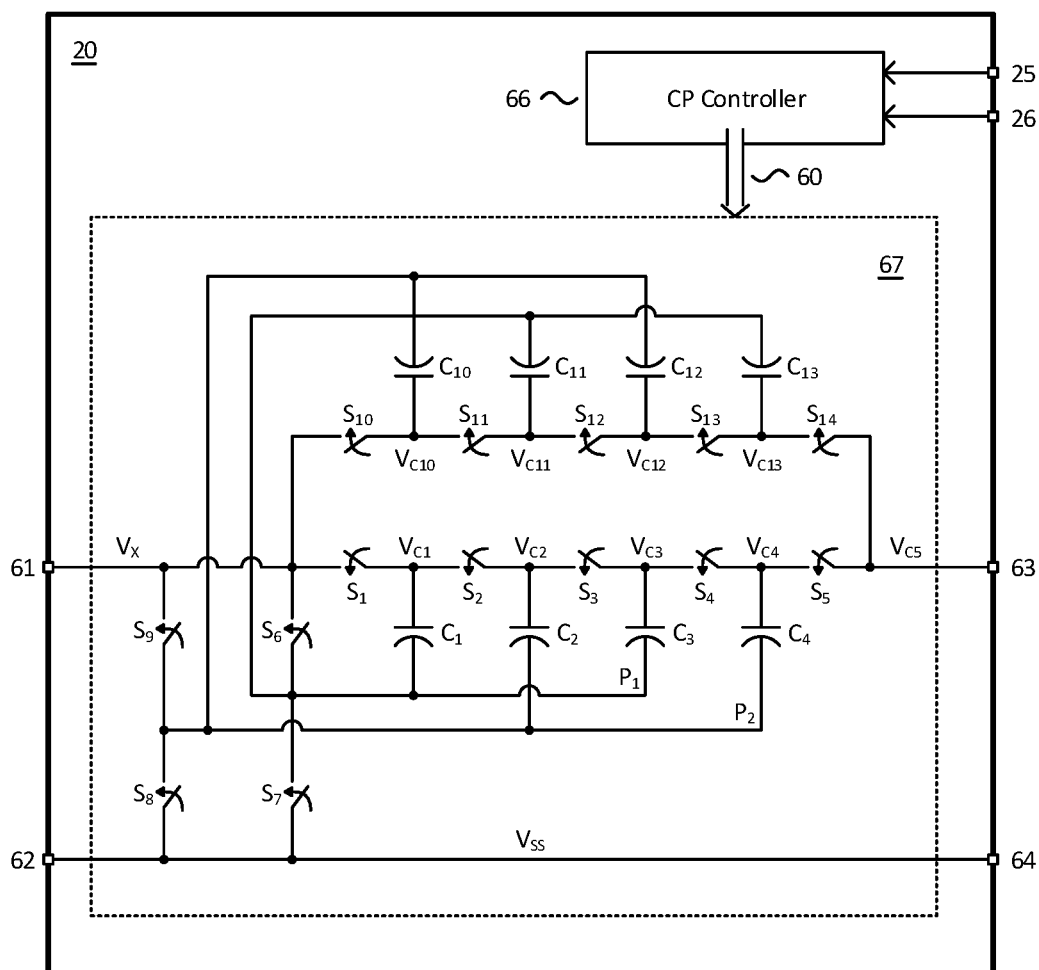 20
25
66
CP Controller
26
60
67
C10
C11
C12
C13
S10
S11
S12
S13
S14
VC10
VC11
VC12
VC13
VX
VC1
VC2
VC3
VC4
VC5
61
63
S1
S2
S3
S4
S5
S9
S6
C1
C2
C3
C4
P1
P2
S8
S7
VSS
62
64